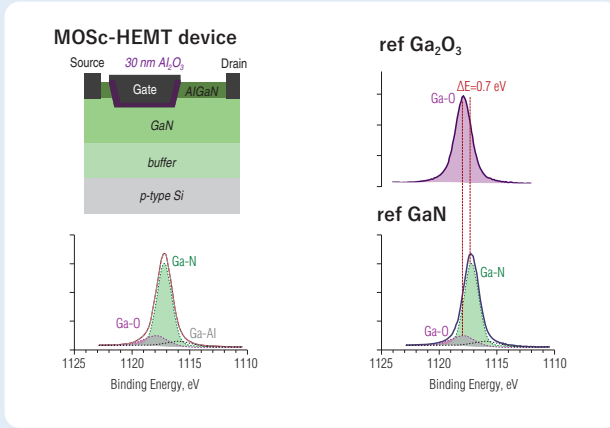 MOSc-HEMT device
Source 30 nm Al₂O₃ Drain
Gate
AlGaN
GaN
buffer
p-type Si
Ga-N
Ga-O
Ga-Al
1125 1120 1115 1110
Binding Energy, eV
ref Ga₂O₃
ΔE=0.7 eV
Ga-O
ref GaN
Ga-N
Ga-O
Ga-Al
1125 1120 1115 1110
Binding Energy, eV